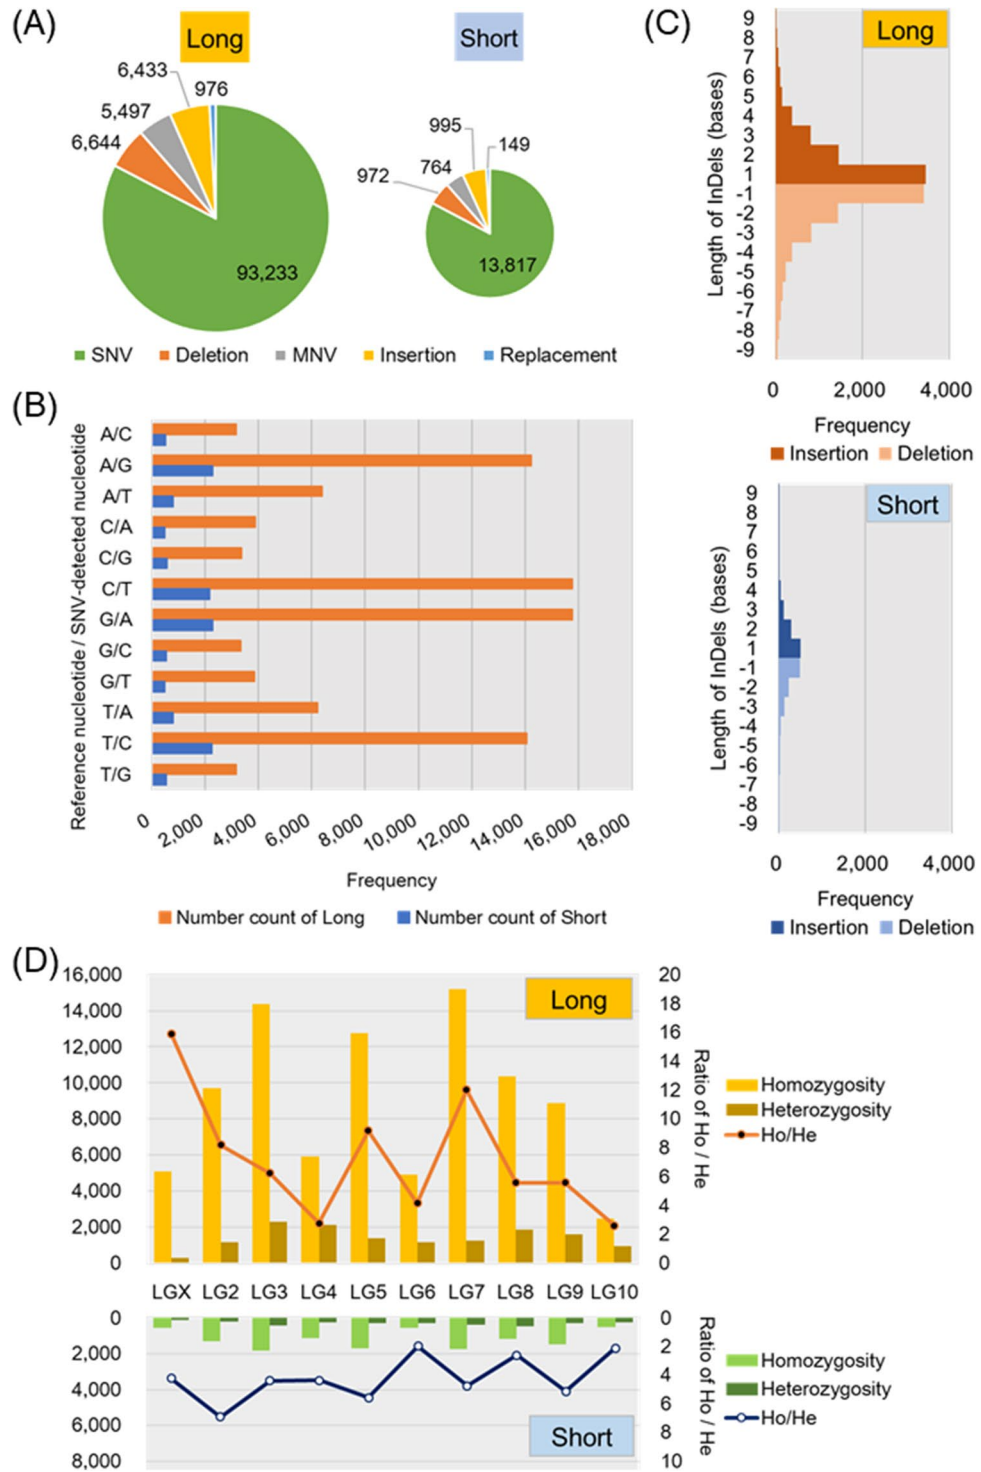 (A)
Long
Short
6,433
976
5,497
6,644
93,233
995
149
764
972
13,817
SNV Deletion MNV Insertion Replacement
(B)
Reference nucleotide / SNV-detected nucleotide
A/C
A/G
A/T
C/A
C/G
C/T
G/A
G/C
G/T
T/A
T/C
T/G
0 2,000 4,000 6,000 8,000 10,000 12,000 14,000 16,000 18,000
Frequency
Number count of Long Number count of Short
(C)
Long
Length of InDels (bases)
9
8
7
6
5
4
3
2
1
-1
-2
-3
-4
-5
-6
-7
-8
-9
0 2,000 4,000
Frequency
Insertion Deletion
Short
Length of InDels (bases)
9
8
7
6
5
4
3
2
1
-1
-2
-3
-4
-5
-6
-7
-8
-9
0 2,000 4,000
Frequency
Insertion Deletion
(D)
Long
16,000
14,000
12,000
10,000
8,000
6,000
4,000
2,000
0
20
18
16
14
12
10
8
6
4
2
0
Ratio of Ho / He
Homozygosity
Heterozygosity
Ho/He
LGX LG2 LG3 LG4 LG5 LG6 LG7 LG8 LG9 LG10
0
2,000
4,000
6,000
8,000
0
2
4
6
8
10
Ratio of Ho / He
Short
Homozygosity
Heterozygosity
Ho/He